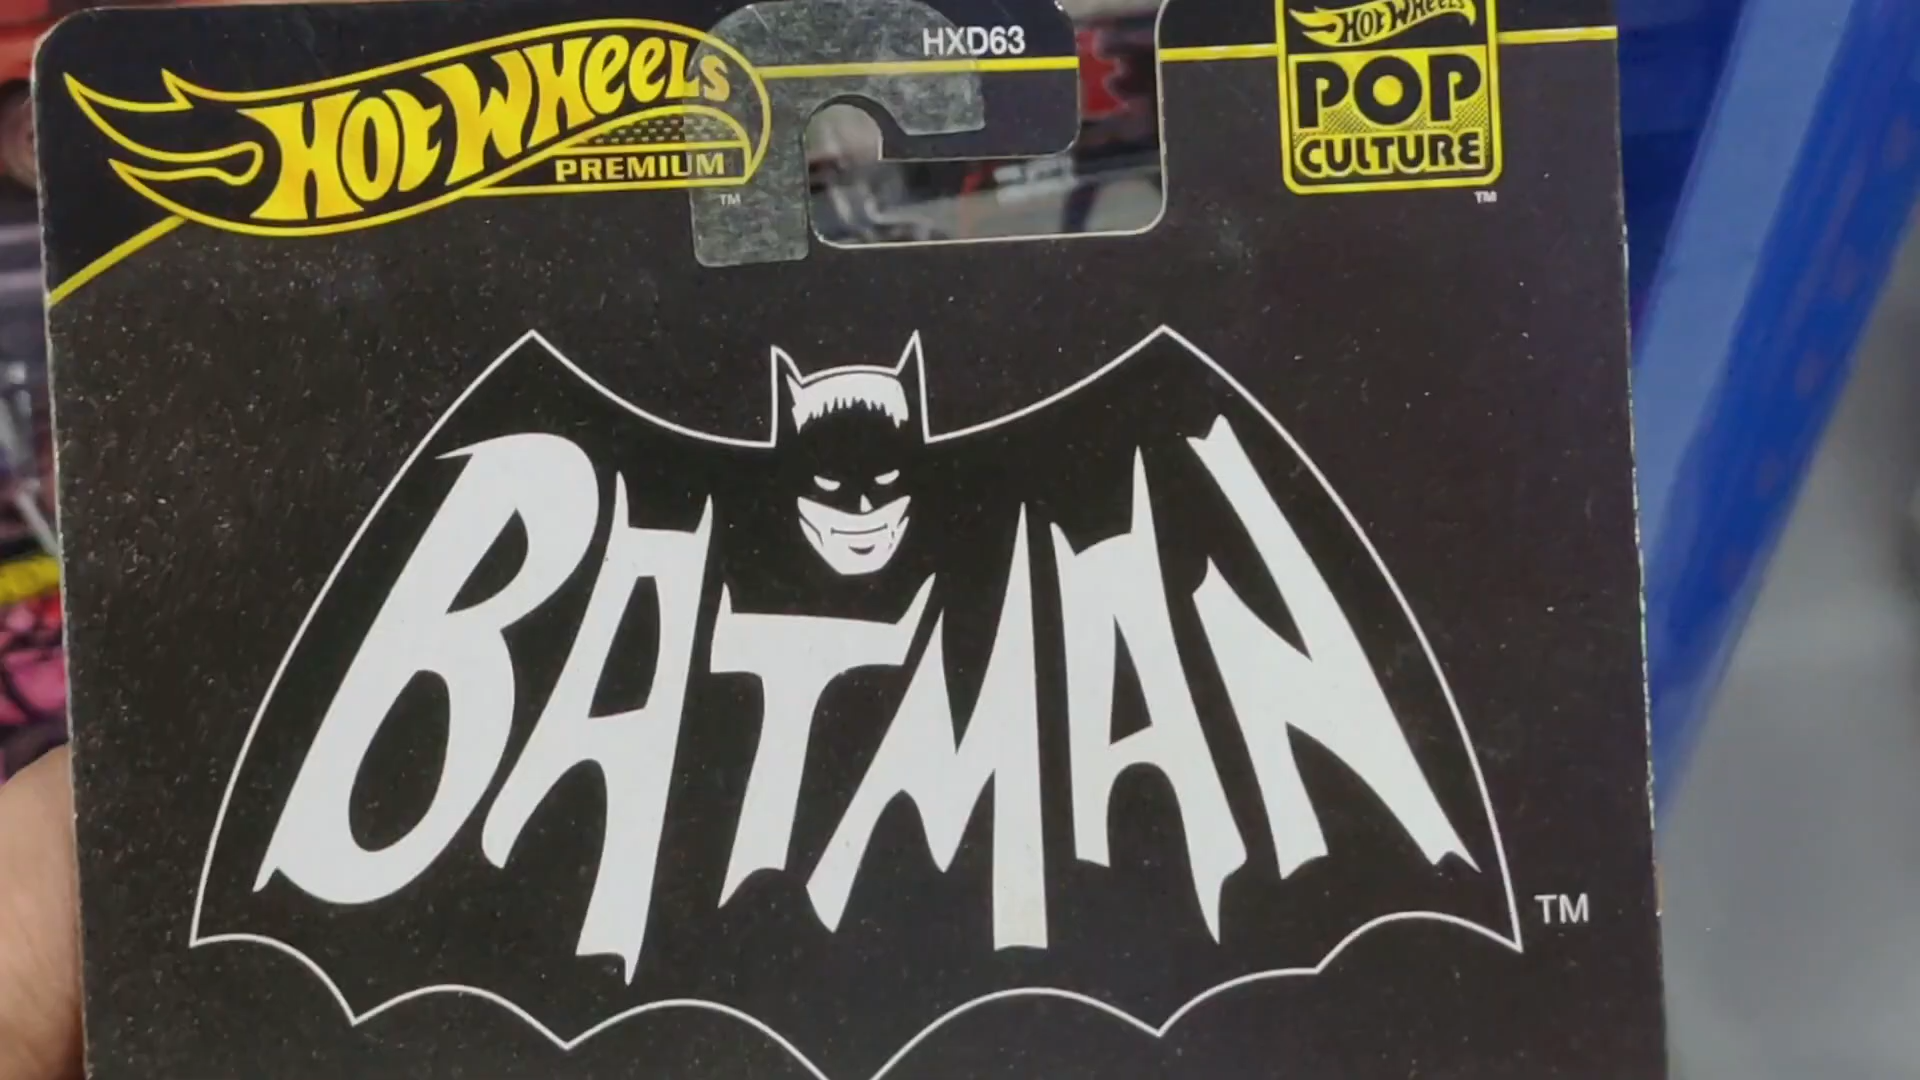 HOT WHEELS
PREMIUM
TM
HXD63
HOT WHEELS
POP
CULTURE
TM
BATMAN
TM